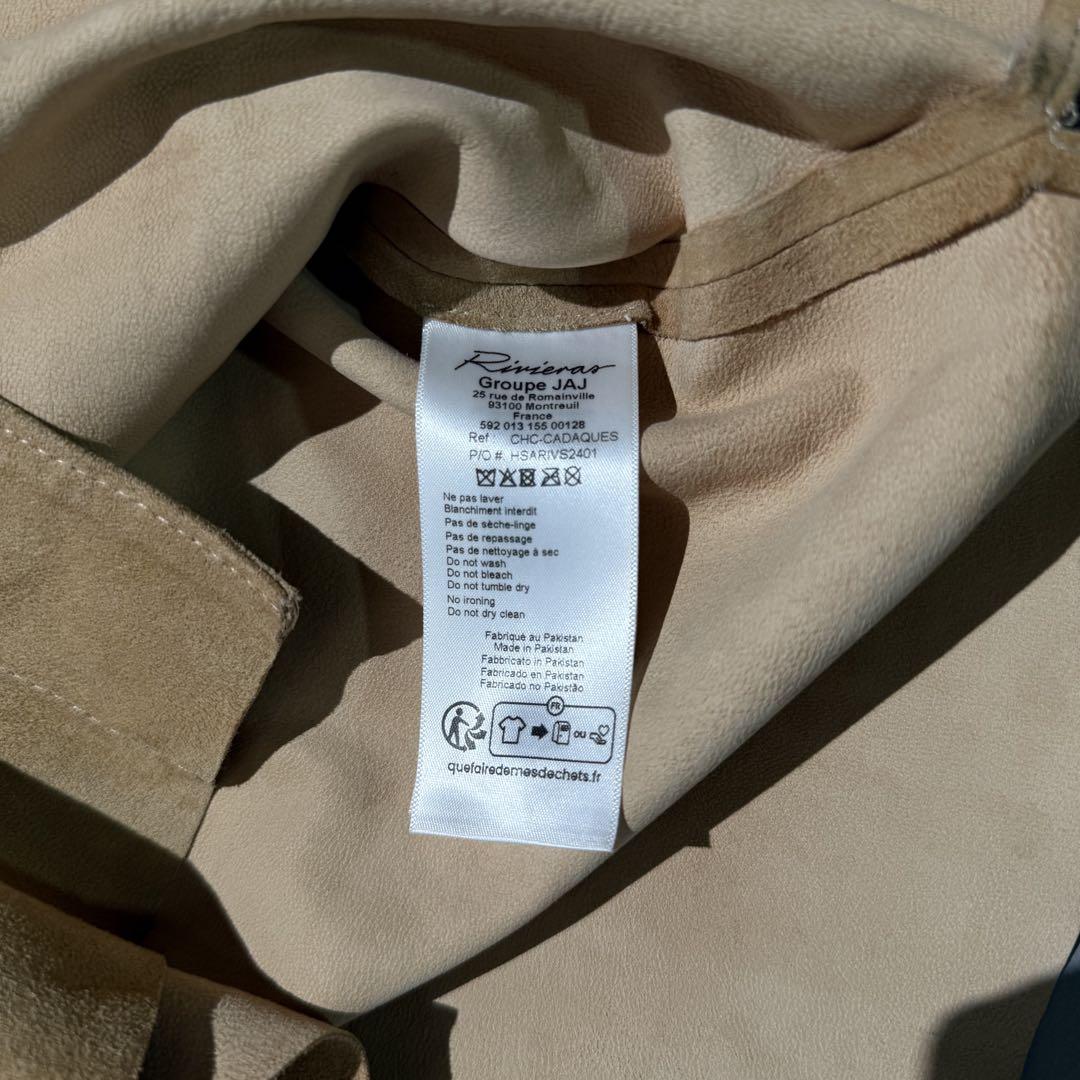 Rivieras
Groupe JAJ
25 rue de Romainville
93100 Montreuil
France
592 013 155 00128
Ref : CHC-CADAQUES
P/O #. HSARIVS2401
Ne pas laver
Blanchiment interdit
Pas de sèche-linge
Pas de repassage
Pas de nettoyage à sec
Do not wash
Do not bleach
Do not tumble dry
No ironing
Do not dry clean
Fabriqué au Pakistan
Made in Pakistan
Fabbricato in Pakistan
Fabricado en Pakistan
Fabricado no Pakistão
FR
ou
quefairedemesdechets.fr